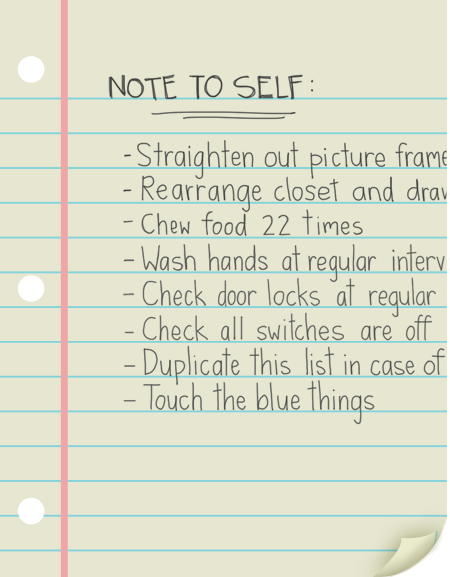 NOTE TO SELF:
- Straighten out picture frame
- Rearrange closet and
- Chew food 22 times
- Wash hands at regular
- Check door locks at regular
- Check all switches are off
- Duplicate this list in case of
- Touch the blue things